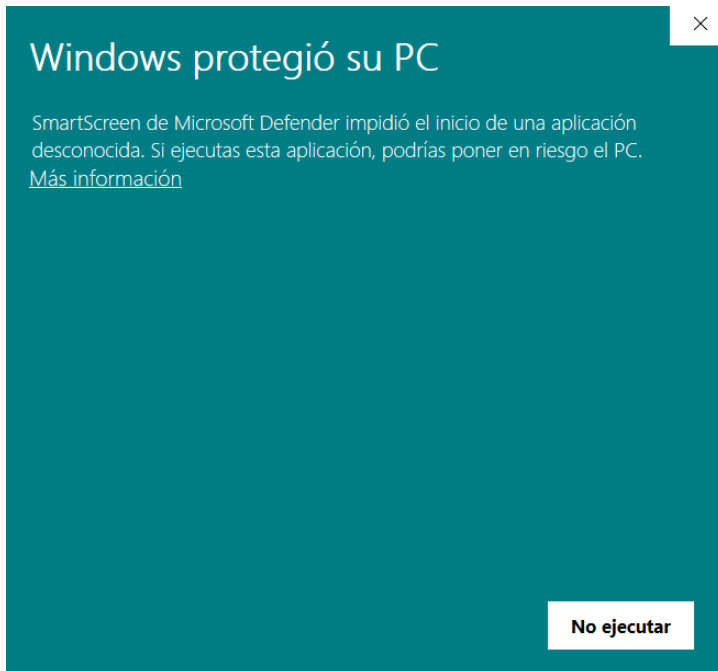 Windows protegió su PC
SmartScreen de Microsoft Defender impidió el inicio de una aplicación
desconocida. Si ejecutas esta aplicación, podrías poner en riesgo el PC.
Más información
No ejecutar